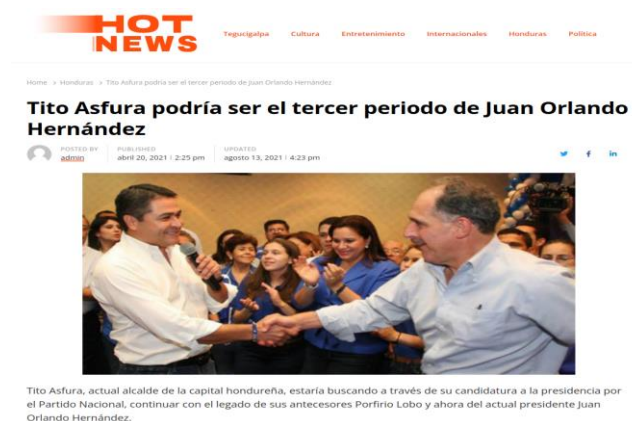 HOT
NEWS
Tegucigalpa Cultura Entretenimiento Internacionales Honduras Política
Home » Honduras » Tito Asfura podría ser el tercer periodo de Juan Orlando Hernández
Tito Asfura podría ser el tercer periodo de Juan Orlando
Hernández
POSTED BY PUBLISHED UPDATED
admin abril 20, 2021 | 2:25 pm agosto 13, 2021 | 4:23 pm
Tito Asfura, actual alcalde de la capital hondureña, estaría buscando a través de su candidatura a la presidencia por
el Partido Nacional, continuar con el legado de sus antecesores Porfirio Lobo y ahora del actual presidente Juan
Orlando Hernández.